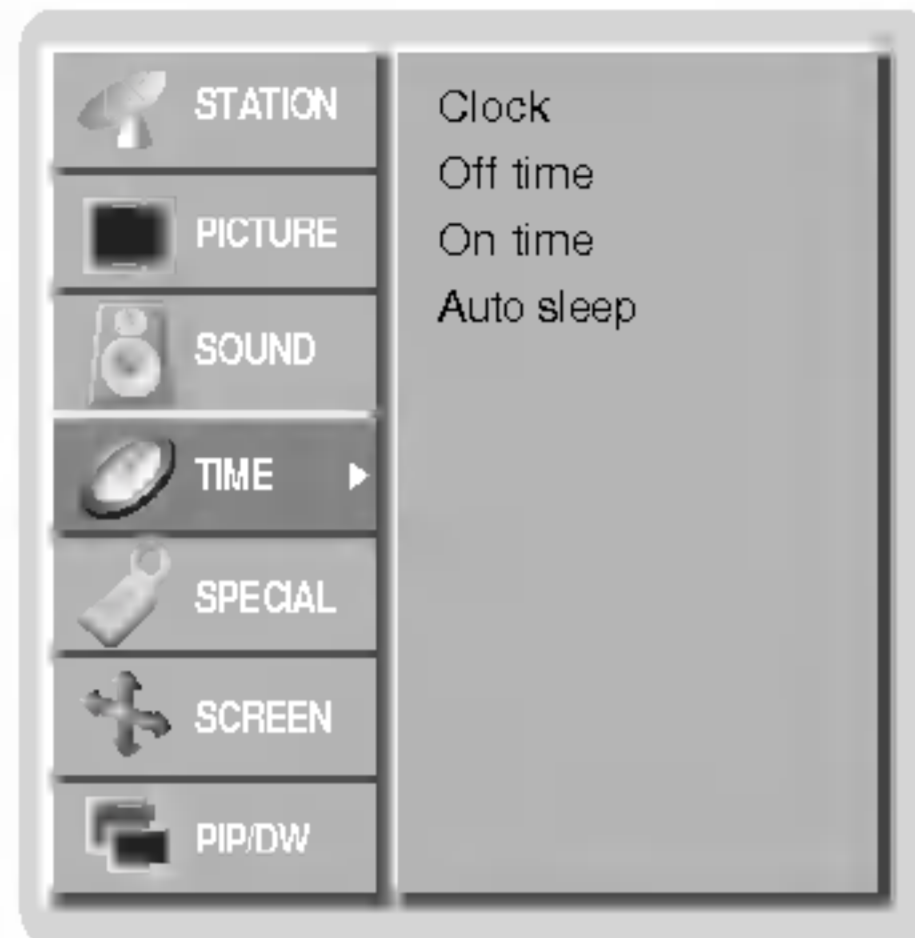 STATION
PICTURE
SOUND
TIME
SPECIAL
SCREEN
PIP/DW
Clock
Off time
On time
Auto sleep